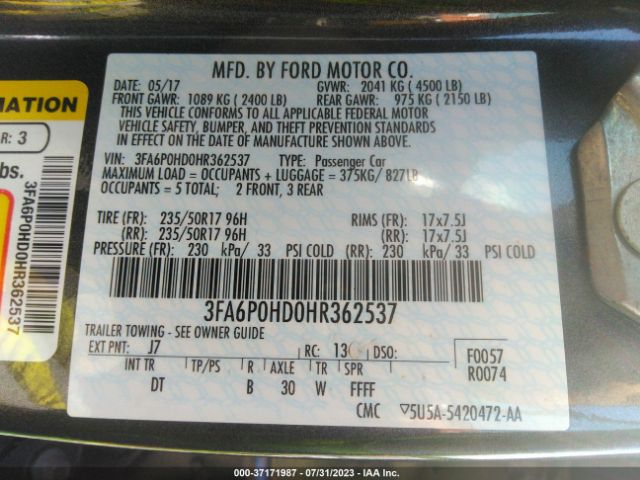 MFD. BY FORD MOTOR CO.
DATE: 05/17 GVWR: 2041 KG ( 4500 LB)
FRONT GAWR: 1089 KG ( 2400 LB) REAR GAWR: 975 KG ( 2150 LB)
THIS VEHICLE CONFORMS TO ALL APPLICABLE FEDERAL MOTOR
VEHICLE SAFETY, BUMPER, AND THEFT PREVENTION STANDARDS
IN EFFECT ON THE DATE OF MANUFACTURE SHOWN ABOVE.
VIN: 3FA6P0HD0HR362537 TYPE: Passenger Car
MAXIMUM LOAD = OCCUPANTS + LUGGAGE = 375KG/ 827LB
OCCUPANTS = 5 TOTAL; 2 FRONT, 3 REAR
TIRE (FR): 235/50R17 96H RIMS (FR): 17x7.5J
(RR): 235/50R17 96H (RR): 17x7.5J
PRESSURE (FR): 230 kPa/ 33 PSI COLD (RR): 230 kPa/ 33 PSI COLD
3FA6P0HD0HR362537
TRAILER TOWING - SEE OWNER GUIDE
EXT PNT: J7 RC: 13 DSO: F0057
INT TR TP/PS R AXLE TR SPR R0074
DT B 30 W FFFF
CMC ▽5U5A-5420472-AA
MATION
R: 3
bs.
3FA6P0HD0HR362537
ID: 37171987 / 07/31/2023 - © IAA Inc.